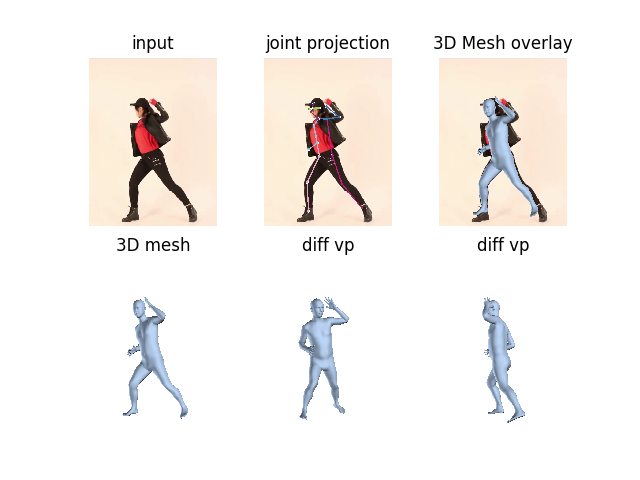 input
joint projection
3D Mesh overlay
3D mesh
diff vp
diff vp